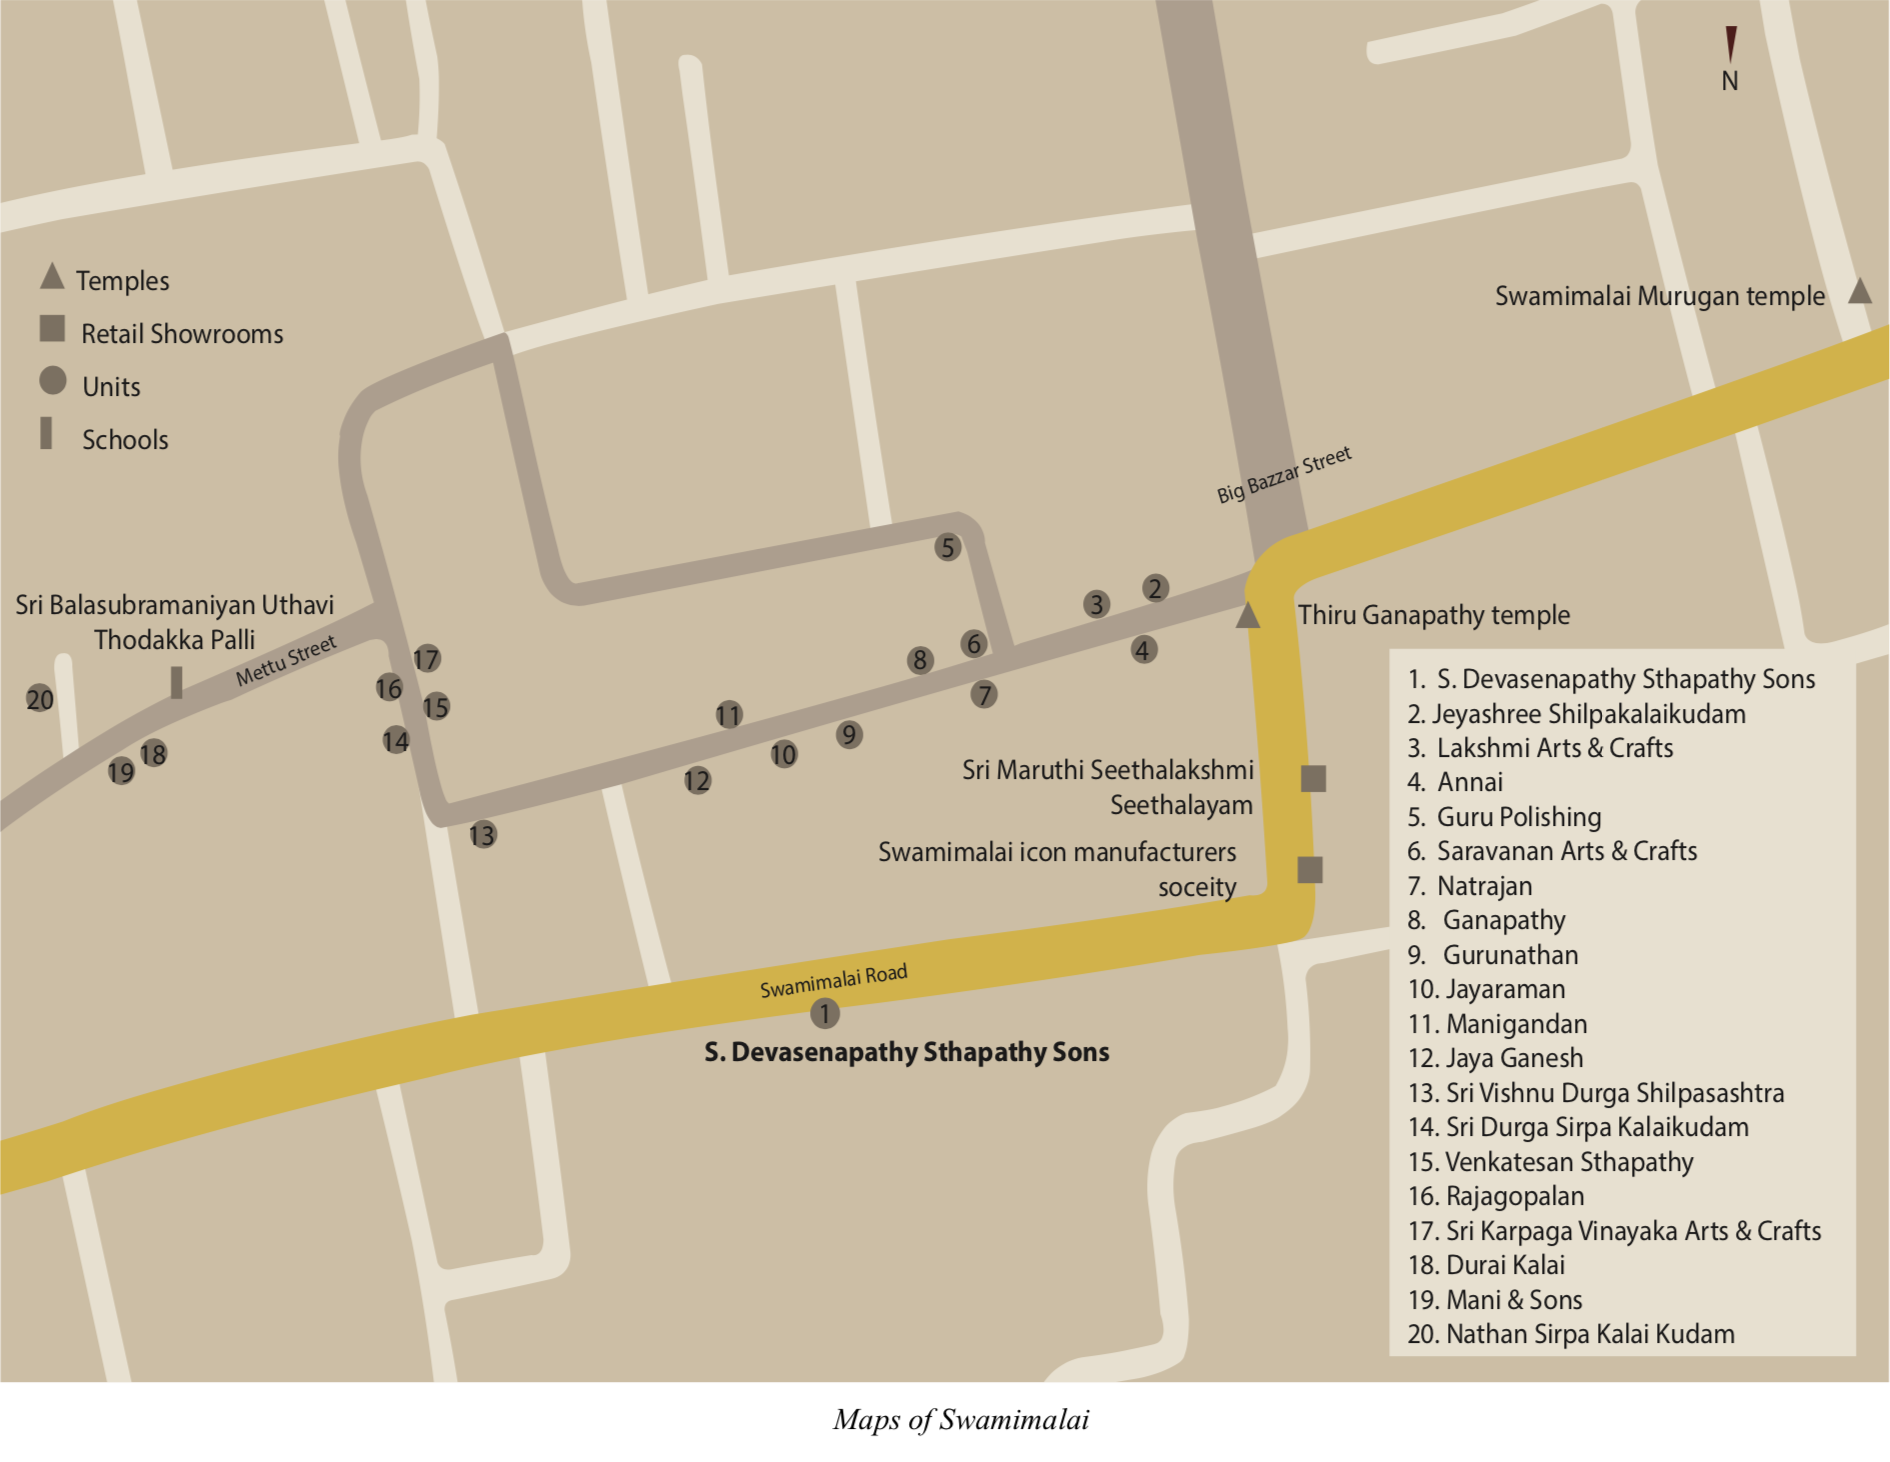 N
Temples
Retail Showrooms
Units
Schools
Swamimalai Murugan temple
Big Bazzar Street
5
2
3
4
6
8
7
Thiru Ganapathy temple
Sri Balasubramaniyan Uthavi
Thodakka Palli
Mettu Street
20
19
18
17
16
15
14
13
11
12
10
9
Sri Maruthi Seethalakshmi
Seethalayam
Swamimalai icon manufacturers
soceity
Swamimalai Road
1
S. Devasenapathy Sthapathy Sons
1. S. Devasenapathy Sthapathy Sons
2. Jeyashree Shilpakalaikudam
3. Lakshmi Arts & Crafts
4. Annai
5. Guru Polishing
6. Saravanan Arts & Crafts
7. Natrajan
8. Ganapathy
9. Gurunathan
10. Jayaraman
11. Manigandan
12. Jaya Ganesh
13. Sri Vishnu Durga Shilpasashtra
14. Sri Durga Sirpa Kalaikudam
15. Venkatesan Sthapathy
16. Rajagopalan
17. Sri Karpaga Vinayaka Arts & Crafts
18. Durai Kalai
19. Mani & Sons
20. Nathan Sirpa Kalai Kudam
Maps of Swamimalai